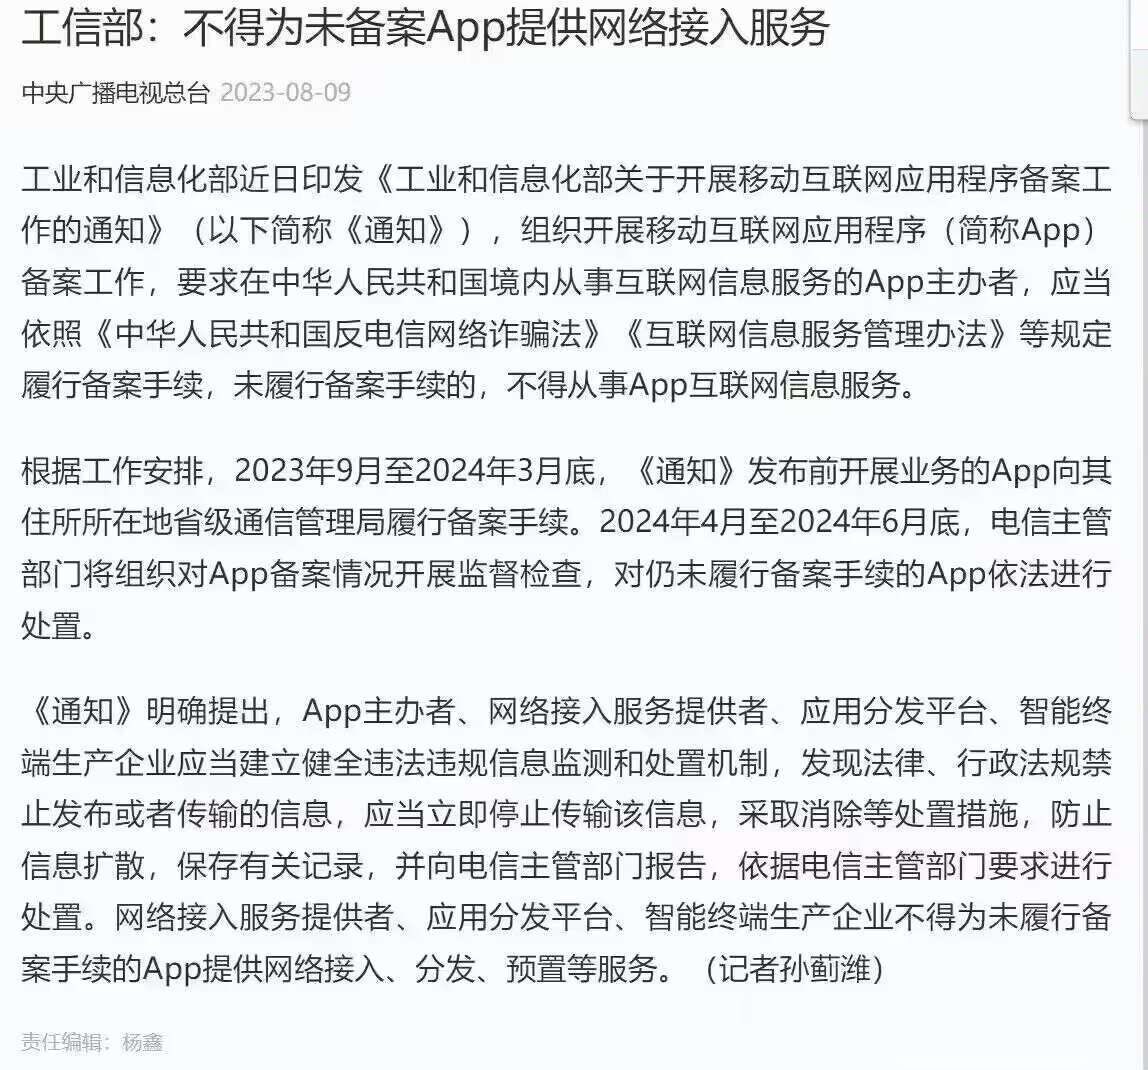 工信部：不得为未备案App提供网络接入服务
中央广播电视总台 2023-08-09
工业和信息化部近日印发《工业和信息化部关于开展移动互联网应用程序备案工
作的通知》（以下简称《通知》），组织开展移动互联网应用程序（简称App）
备案工作，要求在中华人民共和国境内从事互联网信息服务的App主办者，应当
依照《中华人民共和国反电信网络诈骗法》《互联网信息服务管理办法》等规定
履行备案手续，未履行备案手续的，不得从事App互联网信息服务。
根据工作安排，2023年9月至2024年3月底，《通知》发布前开展业务的App向其
住所所在地省级通信管理局履行备案手续。2024年4月至2024年6月底，电信主管
部门将组织对App备案情况开展监督检查，对仍未履行备案手续的App依法进行
处置。
《通知》明确提出，App主办者、网络接入服务提供者、应用分发平台、智能终
端生产企业应当建立健全违法违规信息监测和处置机制，发现法律、行政法规禁
止发布或者传输的信息，应当立即停止传输该信息，采取消除等处置措施，防止
信息扩散，保存有关记录，并向电信主管部门报告，依据电信主管部门要求进行
处置。网络接入服务提供者、应用分发平台、智能终端生产企业不得为未履行备
案手续的App提供网络接入、分发、预置等服务。（记者孙蓟潍）
责任编辑：杨鑫